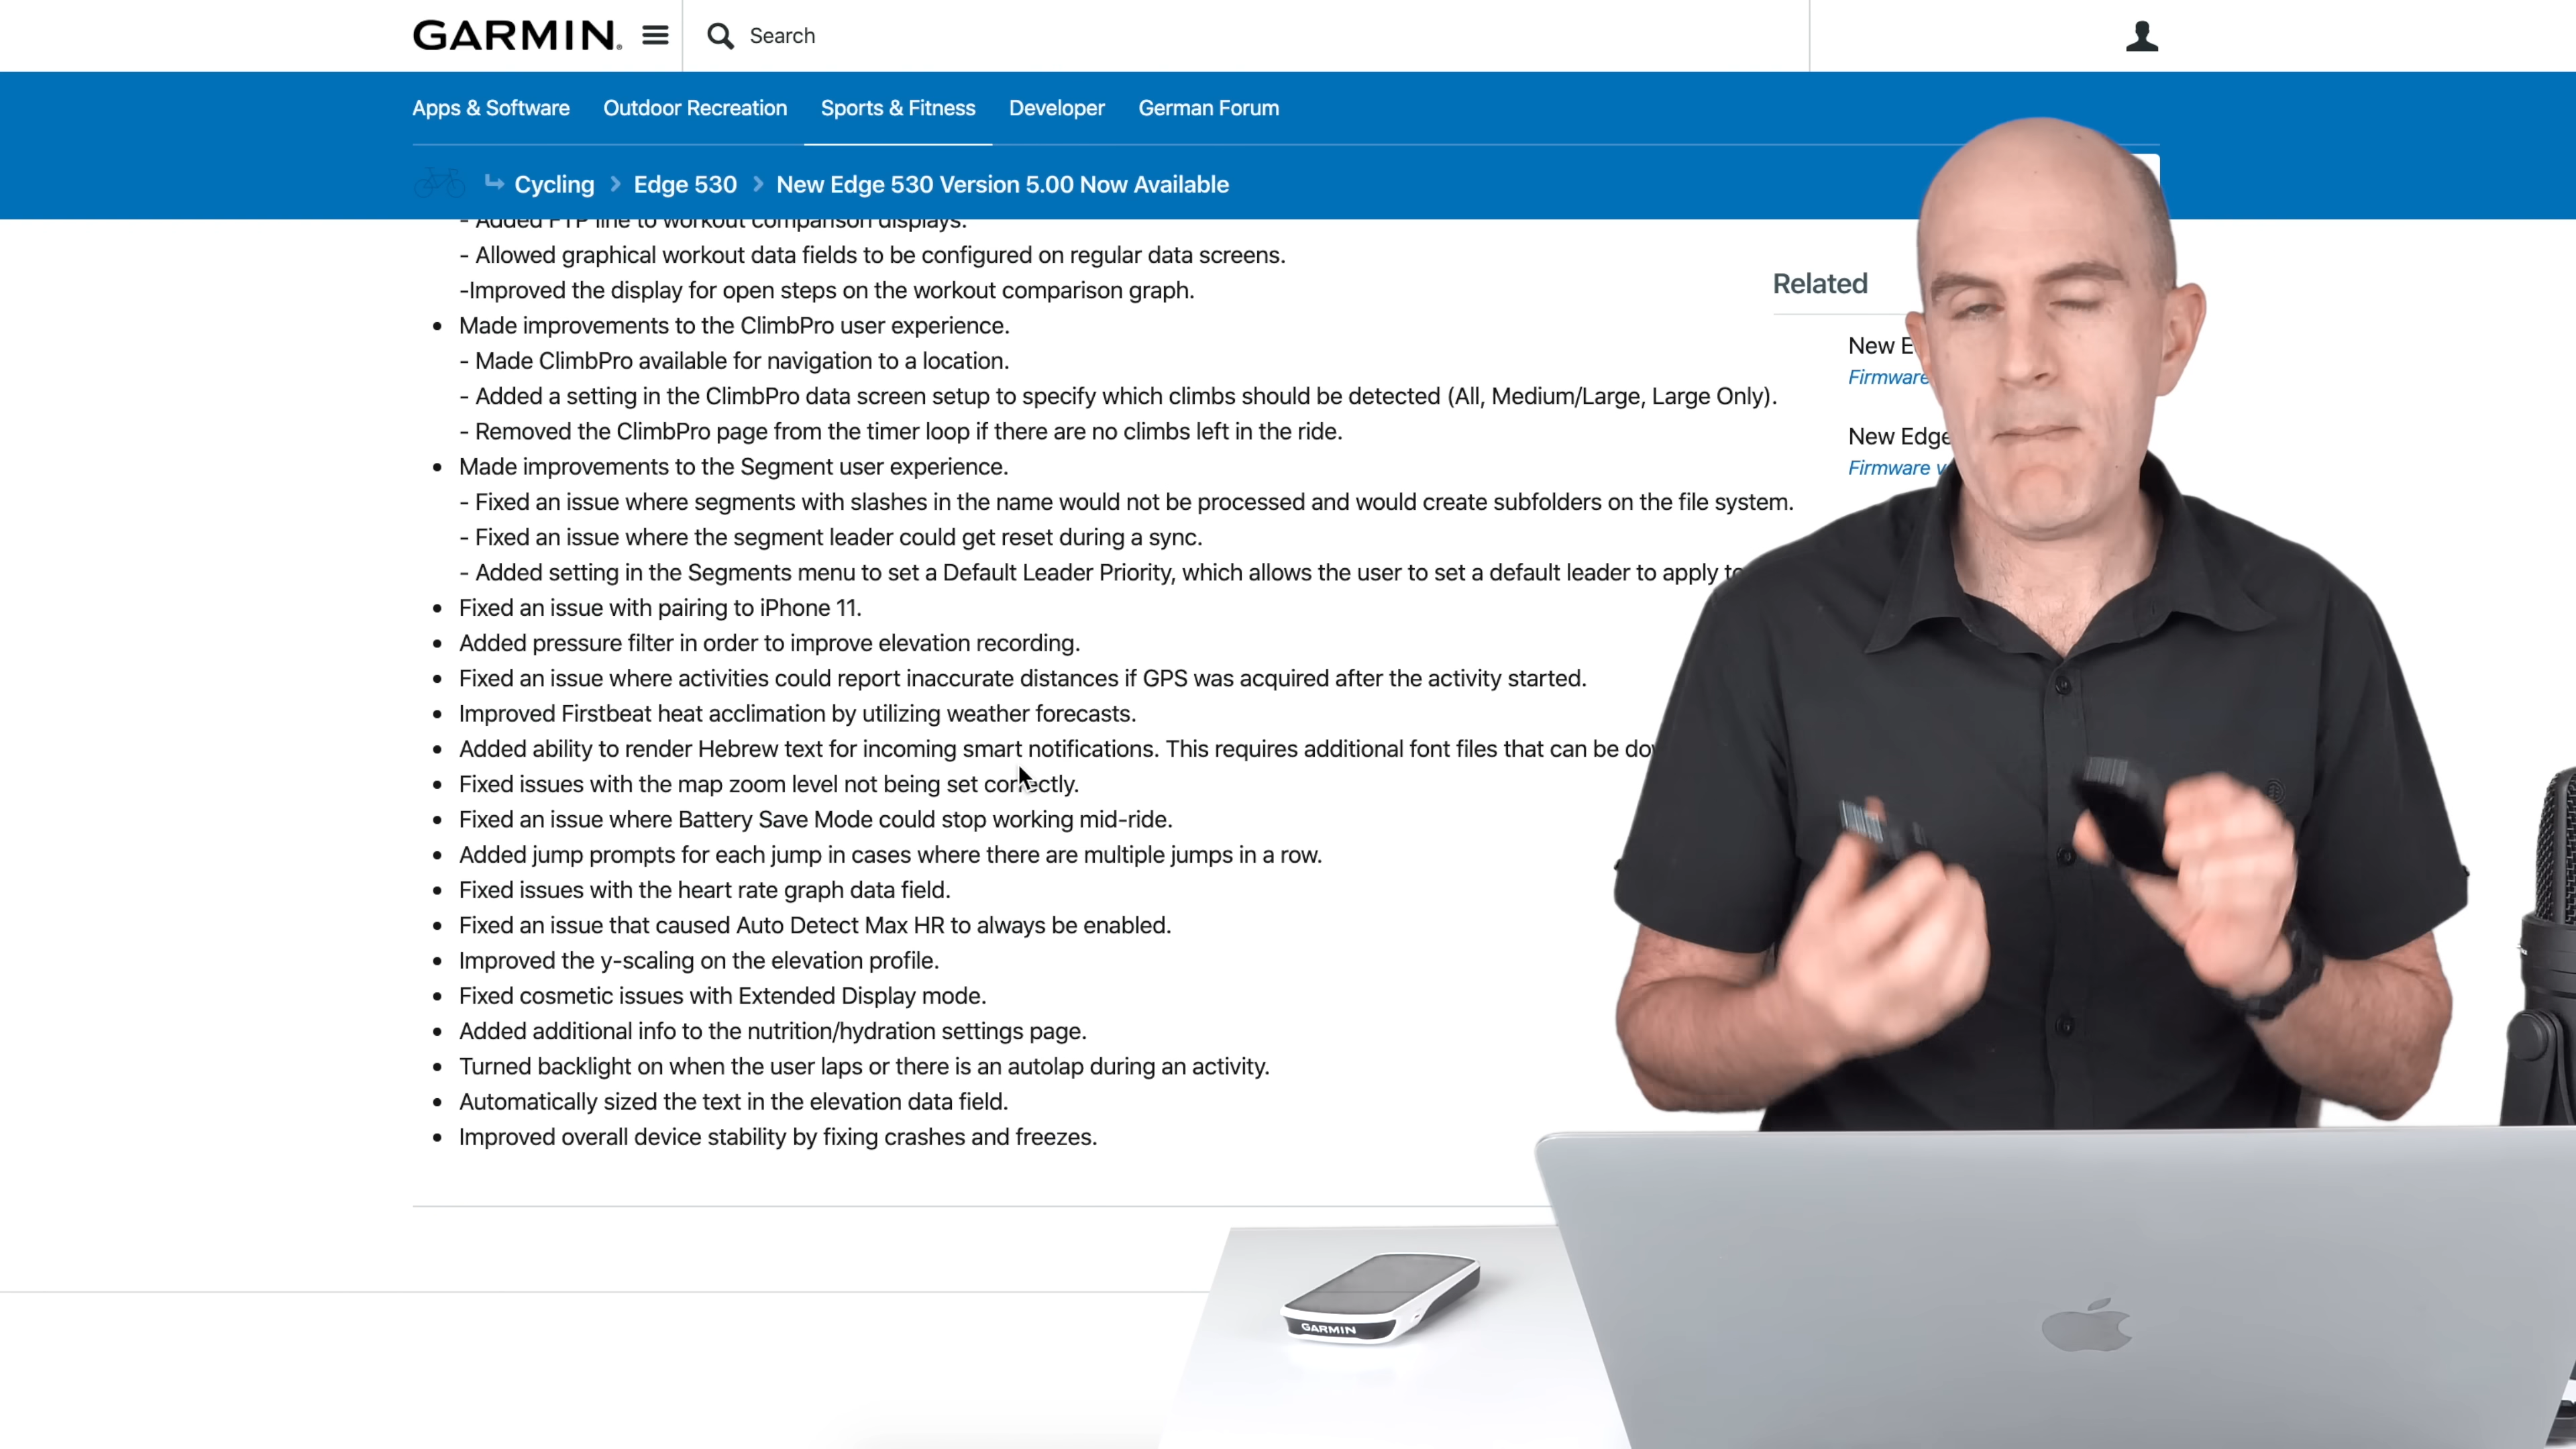 GARMIN
Search
Apps & Software Outdoor Recreation Sports & Fitness Developer German Forum
Cycling > Edge 530 > New Edge 530 Version 5.00 Now Available
- Added FTP line to workout comparison displays.
- Allowed graphical workout data fields to be configured on regular data screens.
-Improved the display for open steps on the workout comparison graph.
• Made improvements to the ClimbPro user experience.
- Made ClimbPro available for navigation to a location.
- Added a setting in the ClimbPro data screen setup to specify which climbs should be detected (All, Medium/Large, Large Only).
- Removed the ClimbPro page from the timer loop if there are no climbs left in the ride.
• Made improvements to the Segment user experience.
- Fixed an issue where segments with slashes in the name would not be processed and would create subfolders on the file system.
- Fixed an issue where the segment leader could get reset during a sync.
- Added setting in the Segments menu to set a Default Leader Priority, which allows the user to set a default leader to apply
• Fixed an issue with pairing to iPhone 11.
• Added pressure filter in order to improve elevation recording.
• Fixed an issue where activities could report inaccurate distances if GPS was acquired after the activity started.
• Improved Firstbeat heat acclimation by utilizing weather forecasts.
• Added ability to render Hebrew text for incoming smart notifications. This requires additional font files that can be
• Fixed issues with the map zoom level not being set correctly.
• Fixed an issue where Battery Save Mode could stop working mid-ride.
• Added jump prompts for each jump in cases where there are multiple jumps in a row.
• Fixed issues with the heart rate graph data field.
• Fixed an issue that caused Auto Detect Max HR to always be enabled.
• Improved the y-scaling on the elevation profile.
• Fixed cosmetic issues with Extended Display mode.
• Added additional info to the nutrition/hydration settings page.
• Turned backlight on when the user laps or there is an autolap during an activity.
• Automatically sized the text in the elevation data field.
• Improved overall device stability by fixing crashes and freezes.
Related
New
Firmware
New Edge
Firmware
GARMIN